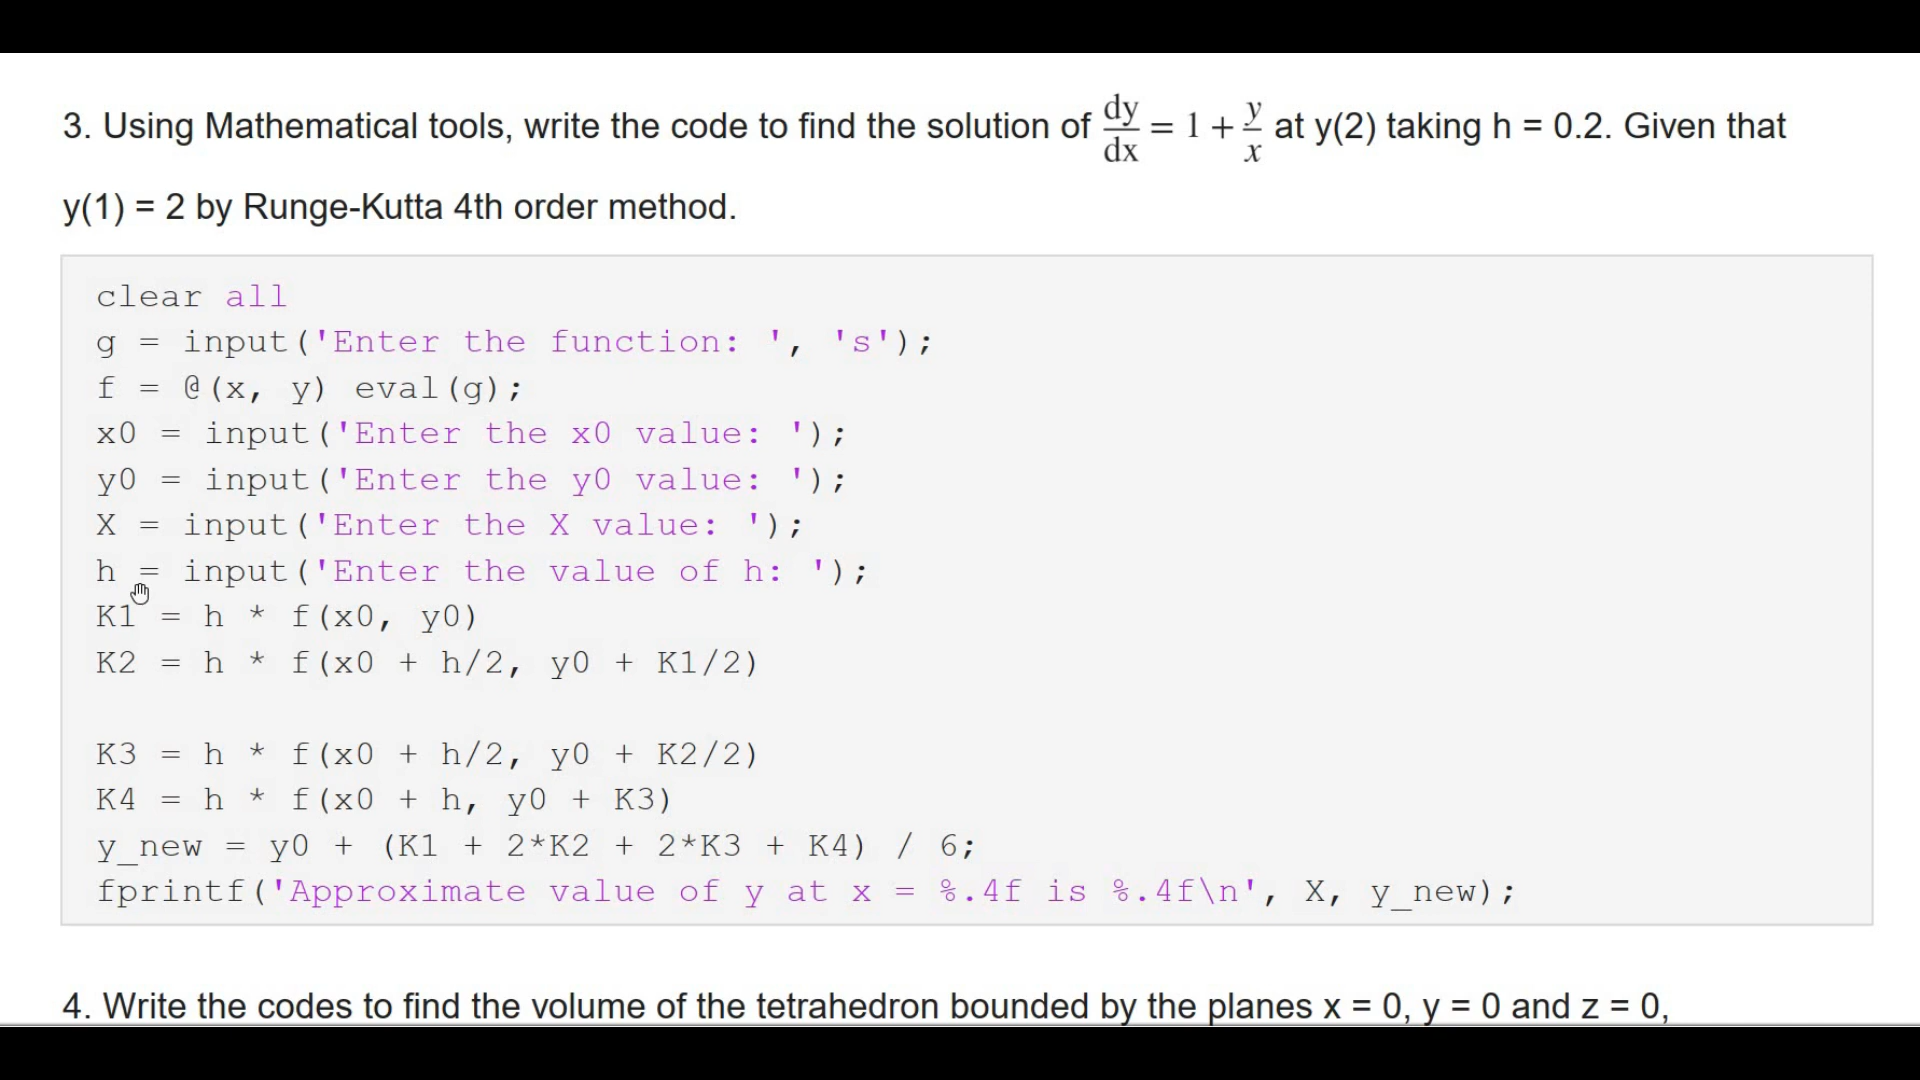 3. Using Mathematical tools, write the code to find the solution of dy/dx = 1 + y/x at y(2) taking h = 0.2. Given that
y(1) = 2 by Runge-Kutta 4th order method.
clear all
g = input('Enter the function: ', 's');
f = @(x, y) eval(g);
x0 = input('Enter the x0 value: ');
y0 = input('Enter the y0 value: ');
X = input('Enter the X value: ');
h = input('Enter the value of h: ');
K1 = h * f(x0, y0)
K2 = h * f(x0 + h/2, y0 + K1/2)
K3 = h * f(x0 + h/2, y0 + K2/2)
K4 = h * f(x0 + h, y0 + K3)
y_new = y0 + (K1 + 2*K2 + 2*K3 + K4) / 6;
fprintf('Approximate value of y at x = %.4f is %.4f\n', X, y_new);
4. Write the codes to find the volume of the tetrahedron bounded by the planes x = 0, y = 0 and z = 0,